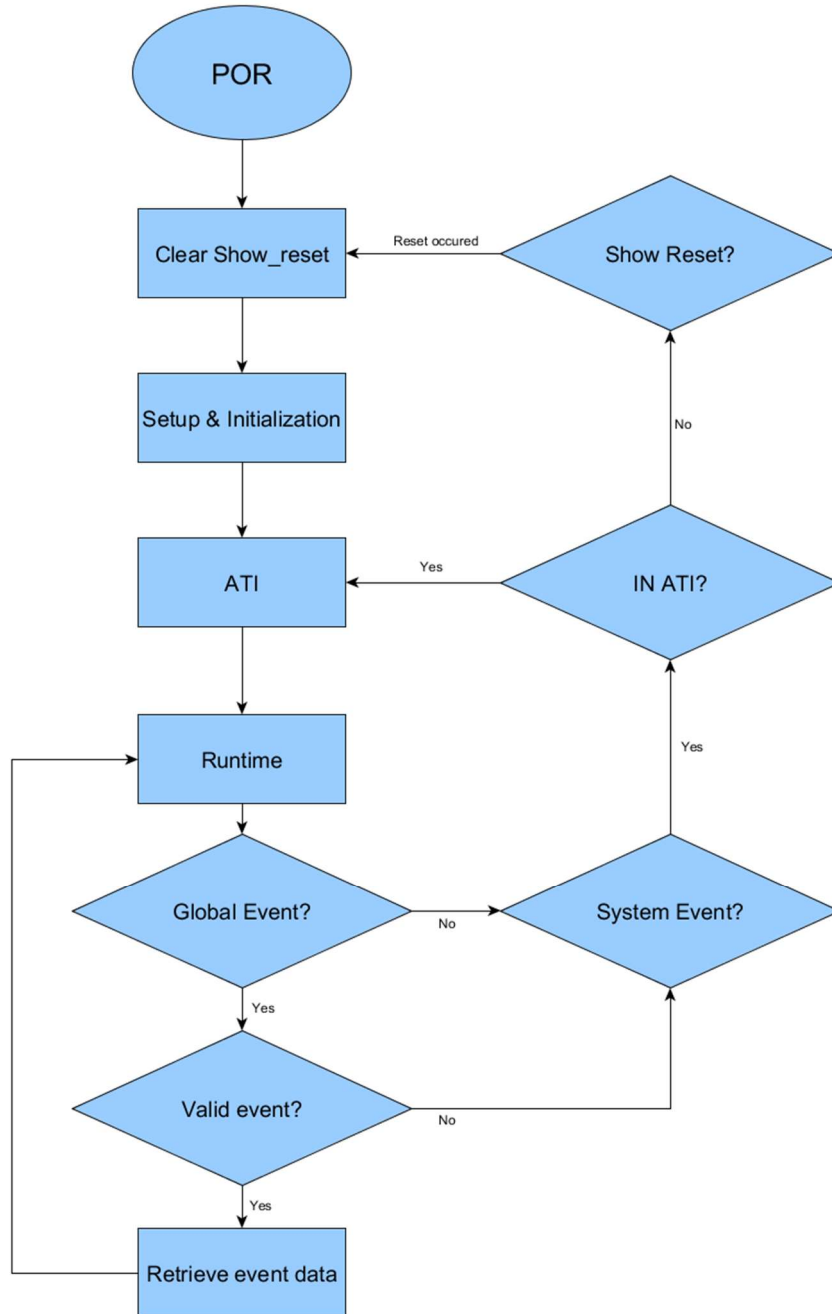 POR
Clear Show_reset
Reset occured
Show Reset?
Setup & Initialization
No
ATI
Yes
IN ATI?
Runtime
Yes
Global Event?
No
System Event?
Yes
Valid event?
No
Yes
Retrieve event data